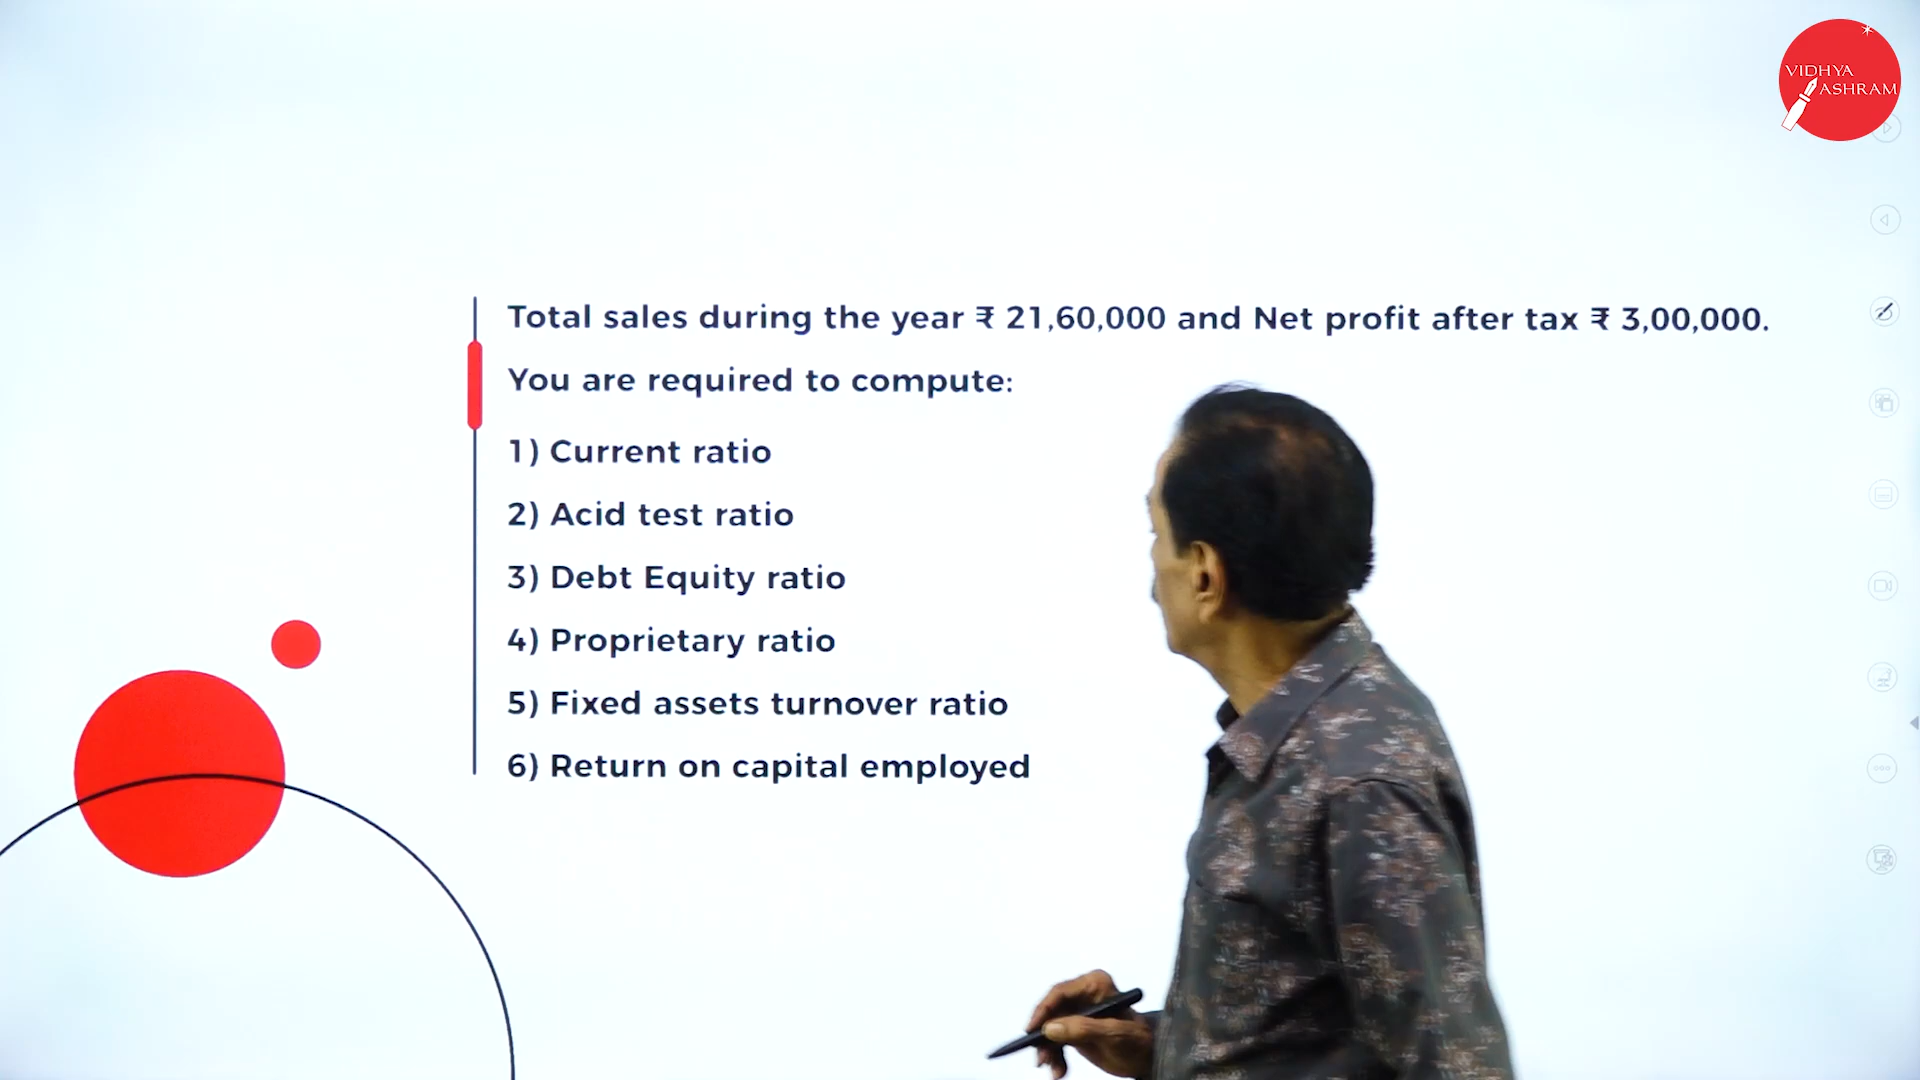 VIDHYA
ASHRAM
Total sales during the year ₹ 21,60,000 and Net profit after tax ₹ 3,00,000.
You are required to compute:
1) Current ratio
2) Acid test ratio
3) Debt Equity ratio
4) Proprietary ratio
5) Fixed assets turnover ratio
6) Return on capital employed